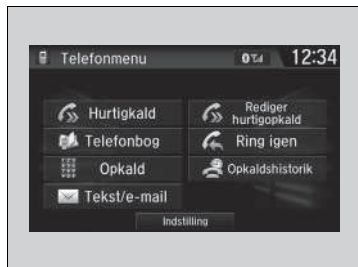 Telefonmenu
12:34
Hurtigkald
Rediger
hurtigopkald
Telefonbog
Ring igen
Opkald
Opkaldshistorik
Tekst/e-mail
Indstilling